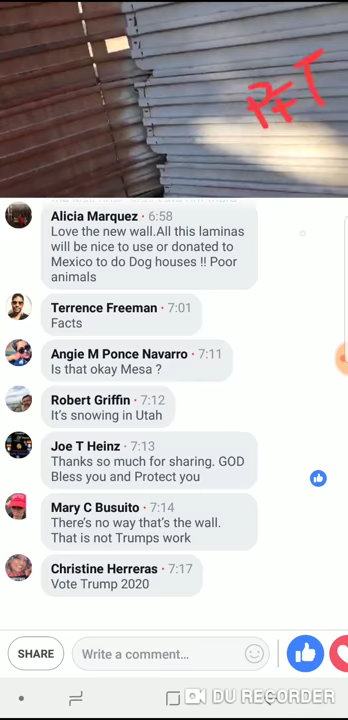 PFT
Alicia Marquez • 6:58
Love the new wall.All this laminas
will be nice to use or donated to
Mexico to do Dog houses !! Poor
animals
Terrence Freeman • 7:01
Facts
Angie M Ponce Navarro • 7:11
Is that okay Mesa ?
Robert Griffin • 7:12
It's snowing in Utah
Joe T Heinz • 7:13
Thanks so much for sharing. GOD
Bless you and Protect you
Mary C Busuito • 7:14
There's no way that's the wall.
That is not Trumps work
Christine Herreras • 7:17
Vote Trump 2020
SHARE
Write a comment...
DU RECORDER